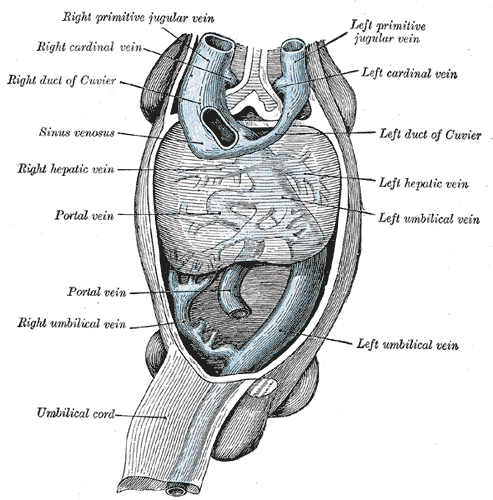 Right primitive jugular vein
Right cardinal vein
Right duct of Cuvier
Sinus venosus
Right hepatic vein
Portal vein
Portal vein
Right umbilical vein
Umbilical cord
Left primitive
jugular vein
Left cardinal vein
Left duct of Cuvier
Left hepatic vein
Left umbilical vein
Left umbilical vein